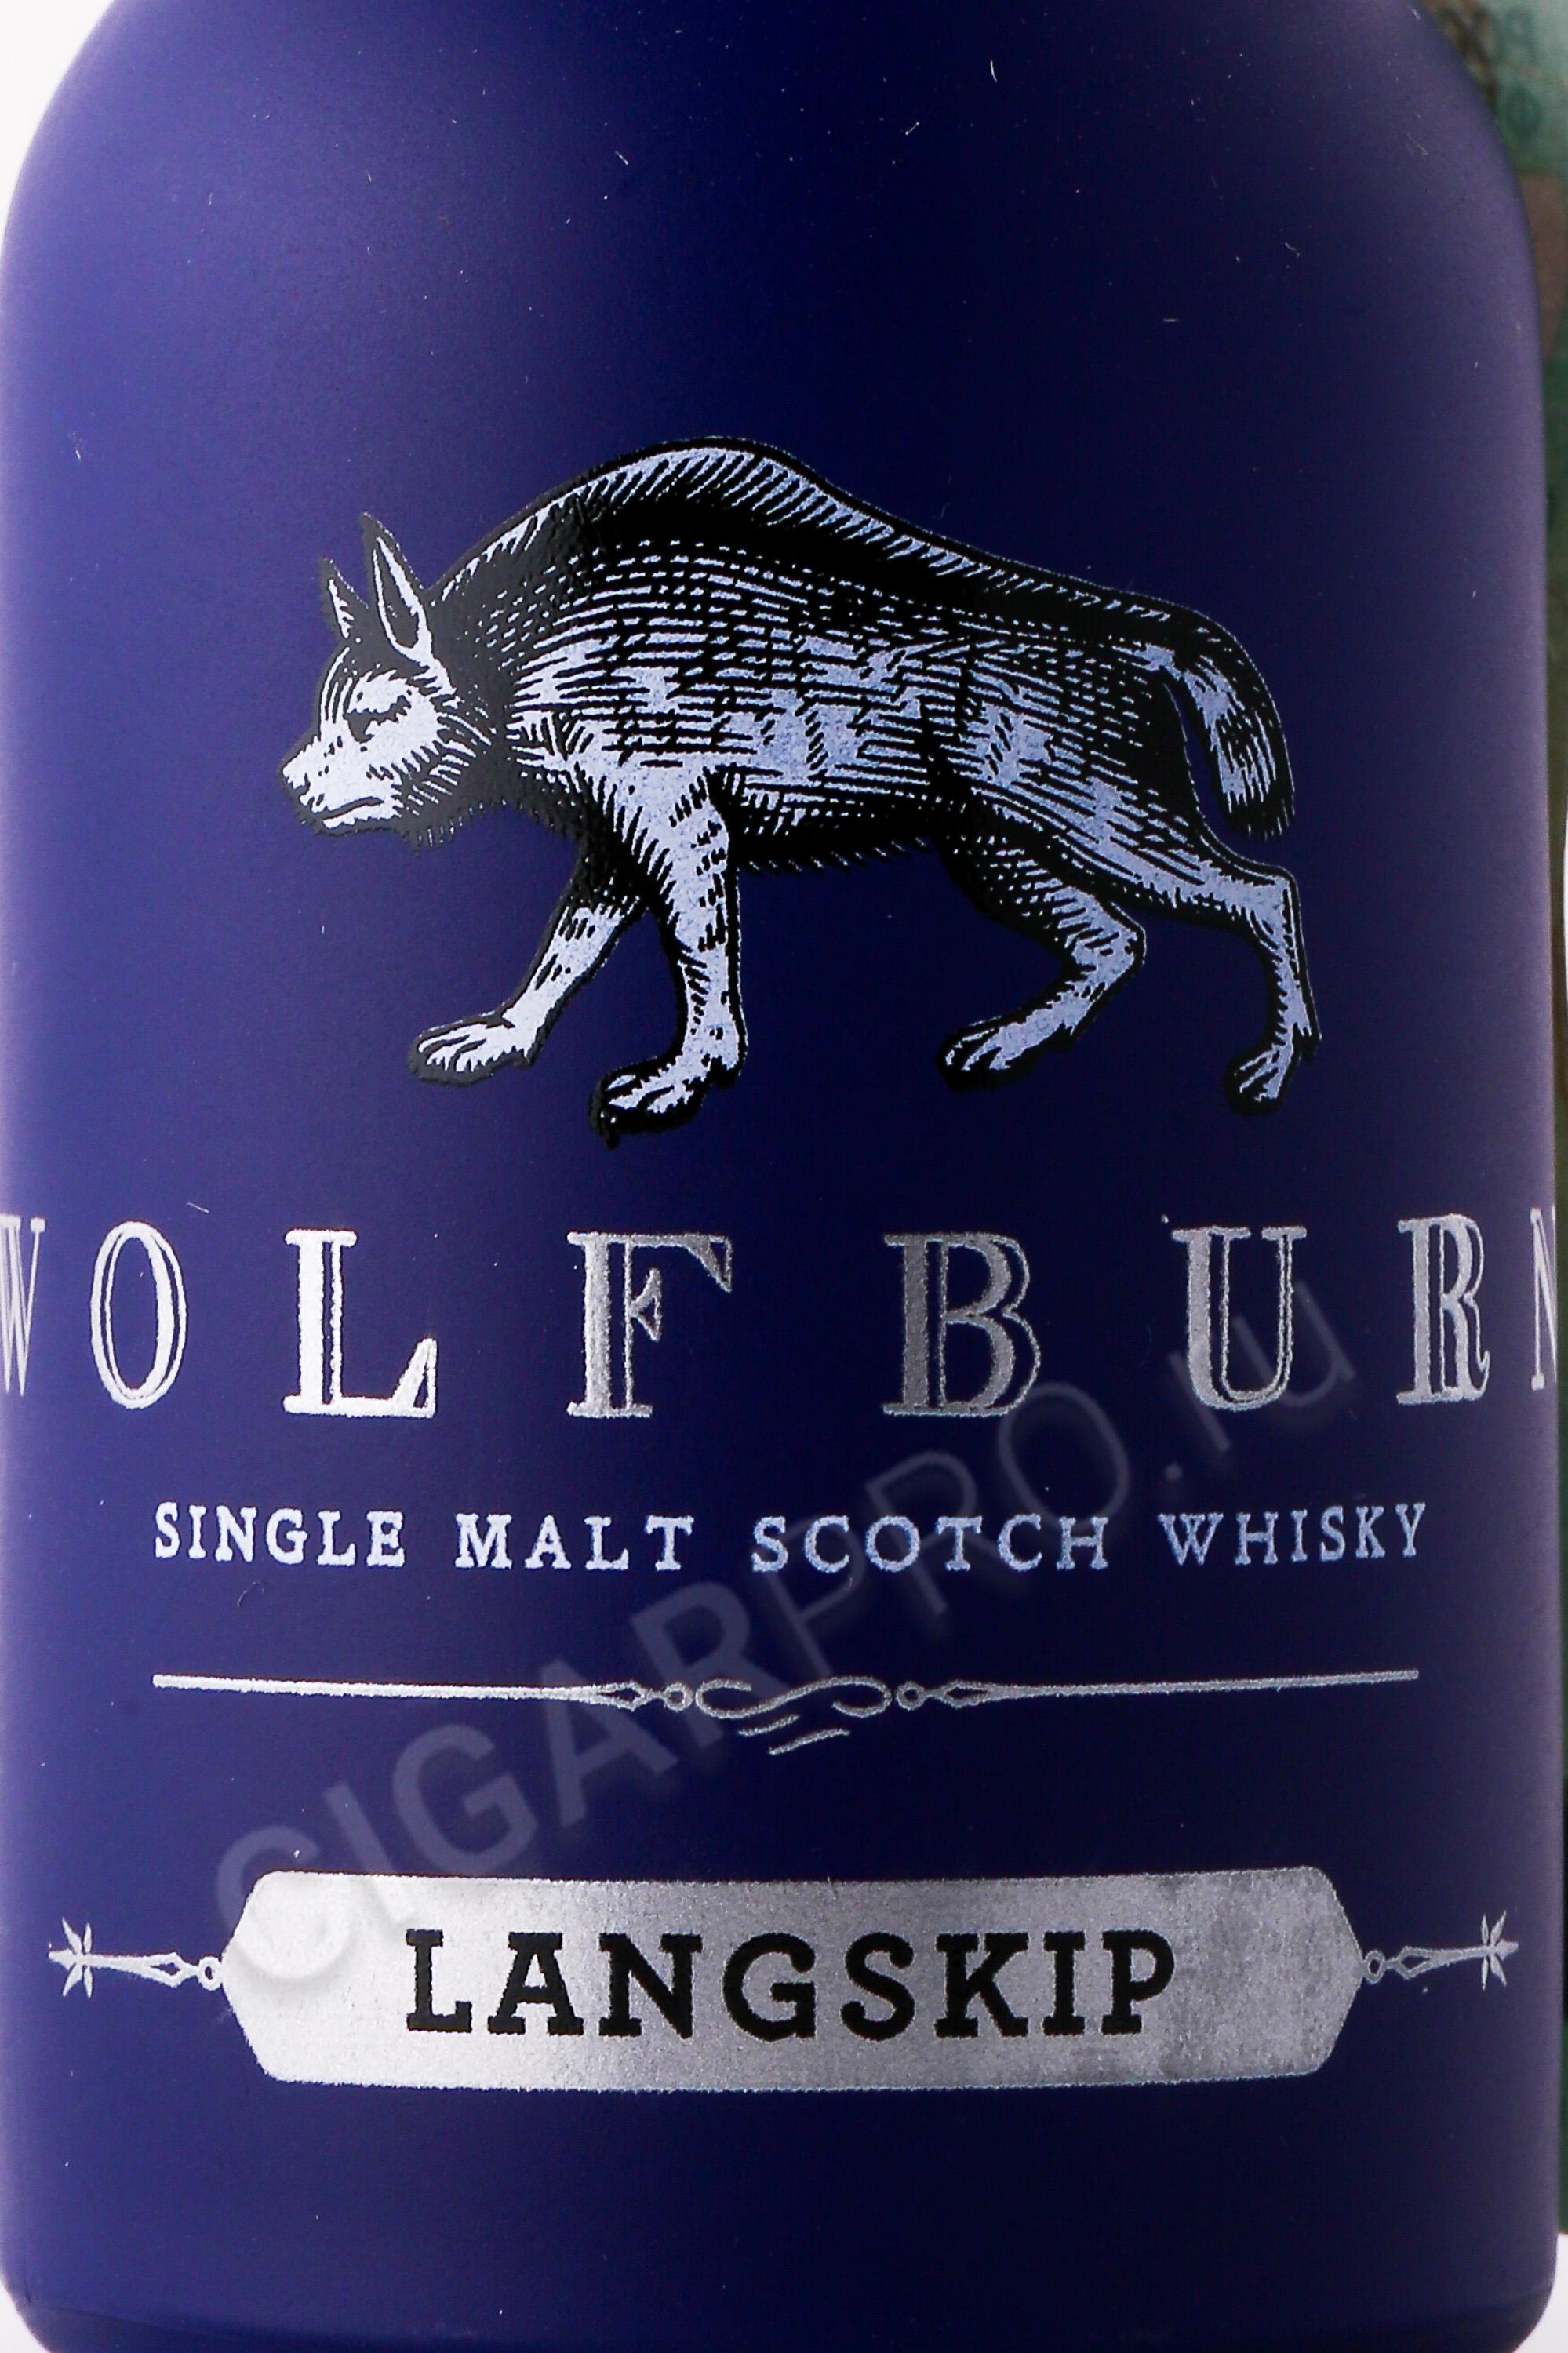 WOLFBURN
SINGLE MALT SCOTCH WHISKY
CIGARPRO.ru
LANGSKIP